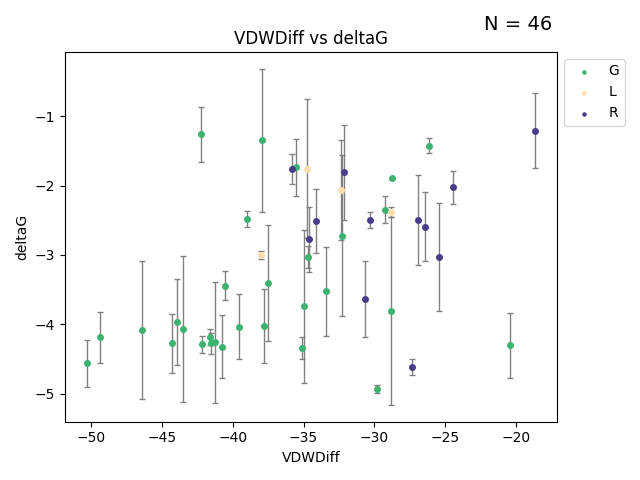 N = 46
VDWDiff vs deltaG
G
L
R
deltaG
−1
−2
−3
−4
−5
−50
−45
−40
−35
−30
−25
−20
VDWDiff